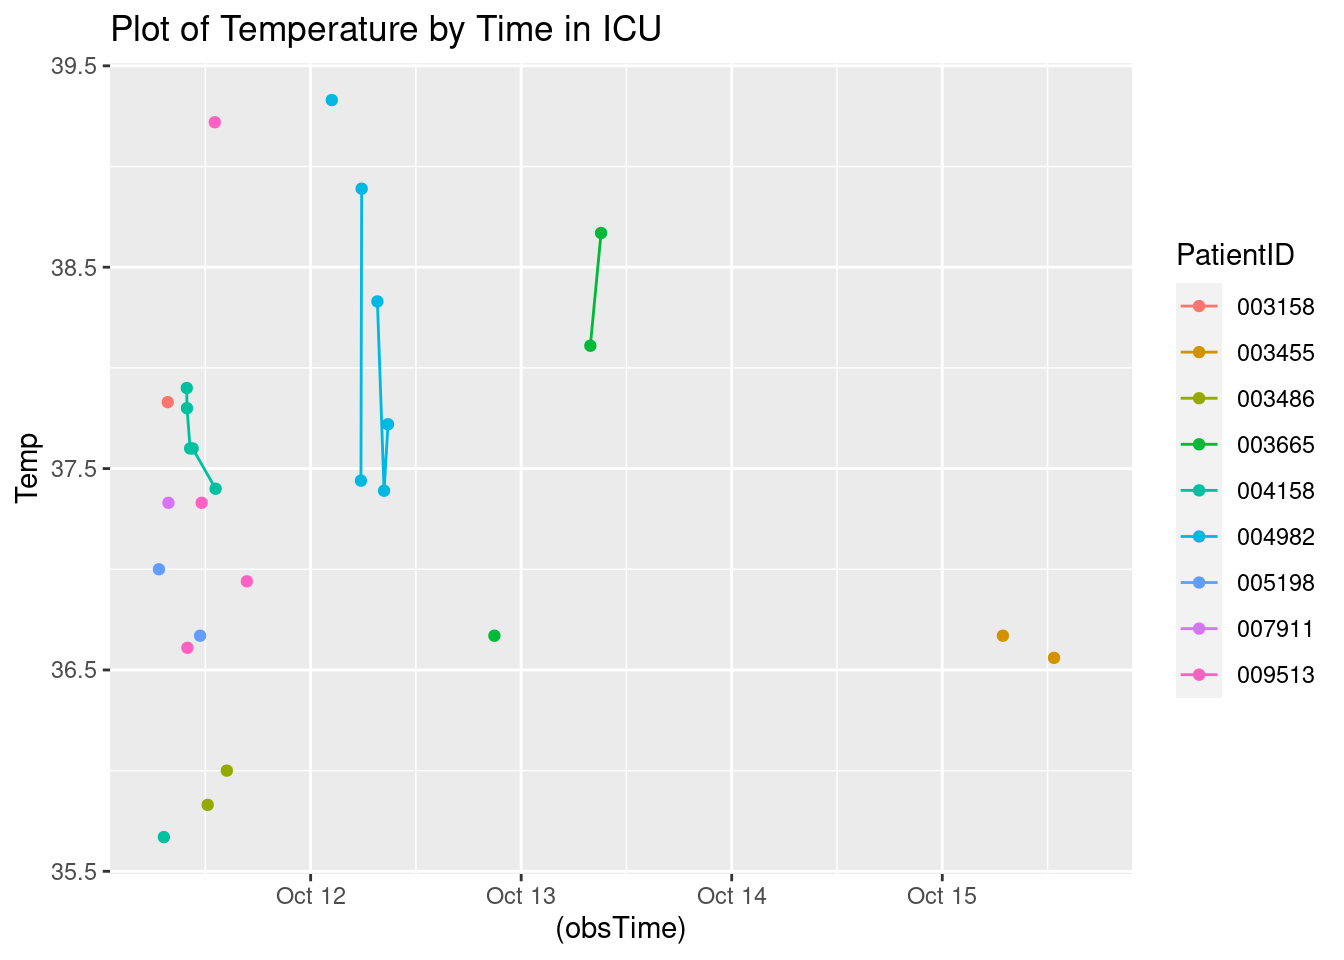 Plot of Temperature by Time in ICU
39.5
38.5
37.5
36.5
35.5
Temp
Oct 12 Oct 13 Oct 14 Oct 15
(obsTime)
PatientID
003158
003455
003486
003665
004158
004982
005198
007911
009513